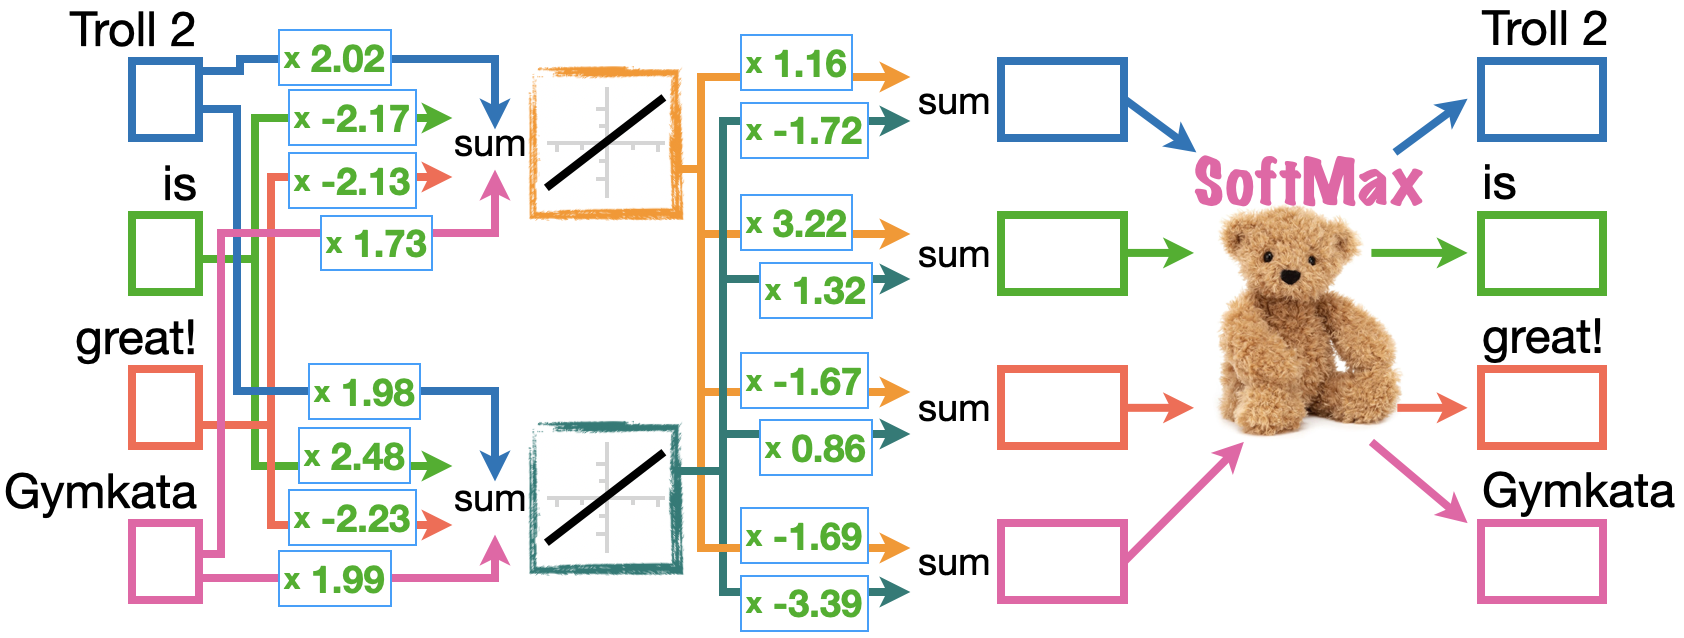 Troll 2
is
great!
Gymkata
x 2.02
x -2.17
x -2.13
x 1.73
sum
x 1.98
x 2.48
x -2.23
x 1.99
sum
x 1.16
x -1.72
sum
x 3.22
x 1.32
sum
x -1.67
x 0.86
sum
x -1.69
x -3.39
sum
SoftMax
Troll 2
is
great!
Gymkata